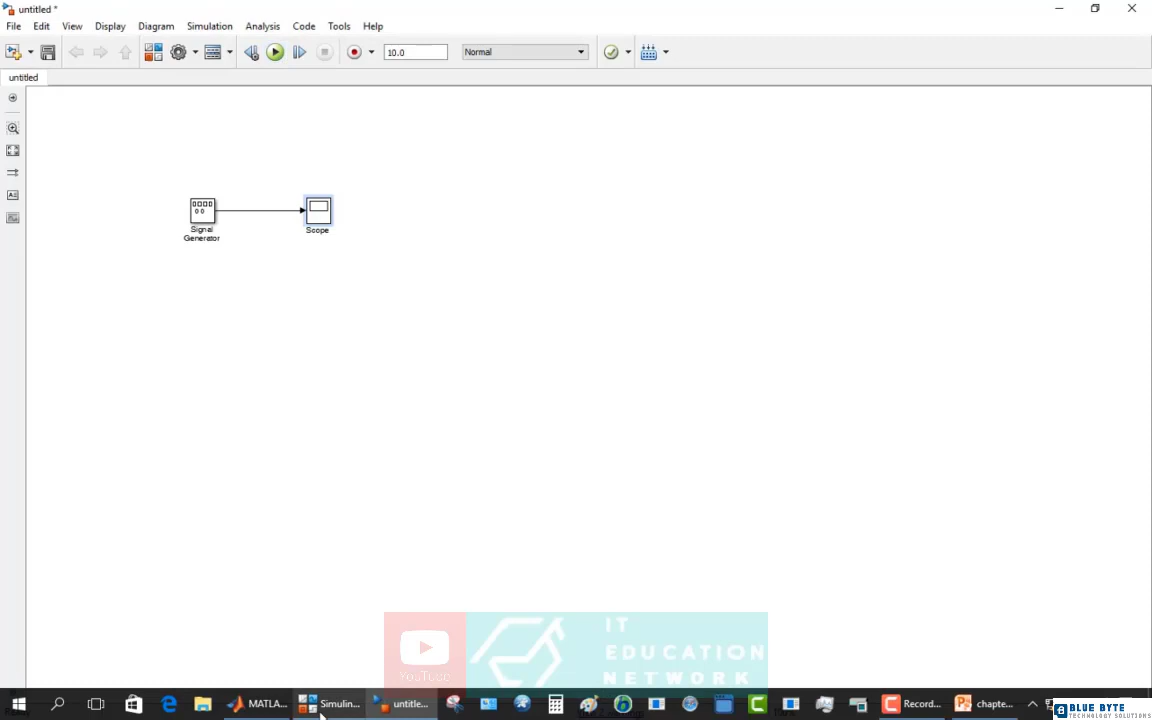 untitled *
File Edit View Display Diagram Simulation Analysis Code Tools Help
10.0 Normal
untitled
Signal
Generator
Scope
YouTube
IT
EDUCATION
NETWORK
MATLA... Simulin... untitle... Record... chapte...
BLUE BYTE
TECHNOLOGY SOLUTIONS